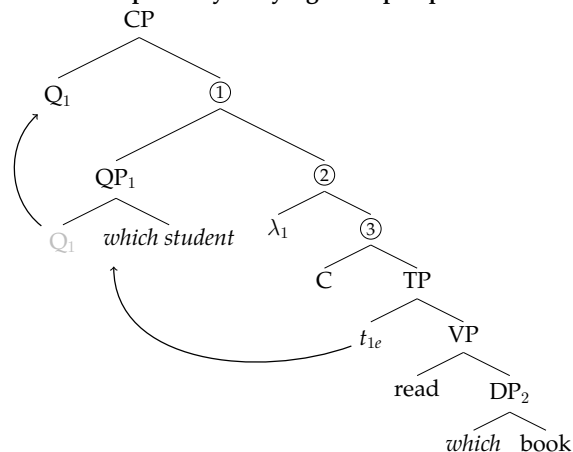 CP
Q₁ ①
QP₁ ②
Q₁ which student λ₁ ③
C TP
t₁ₑ VP
read DP₂
which book